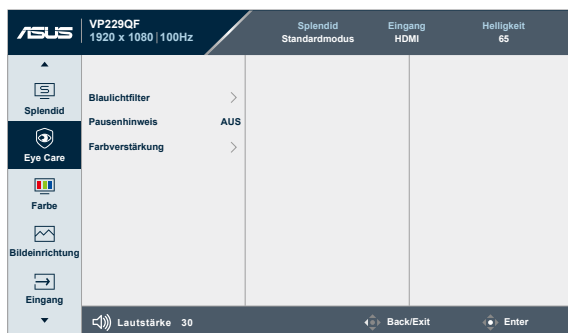 ASUS
VP229QF
1920 x 1080|100Hz
Splendid
Standardmodus
Eingang
HDMI
Helligkeit
65
Splendid
Eye Care
Farbe
Bildeinrichtung
Eingang
Blaulichtfilter
Pausenhinweis AUS
Farbverstärkung
Lautstärke 30
Back/Exit
Enter